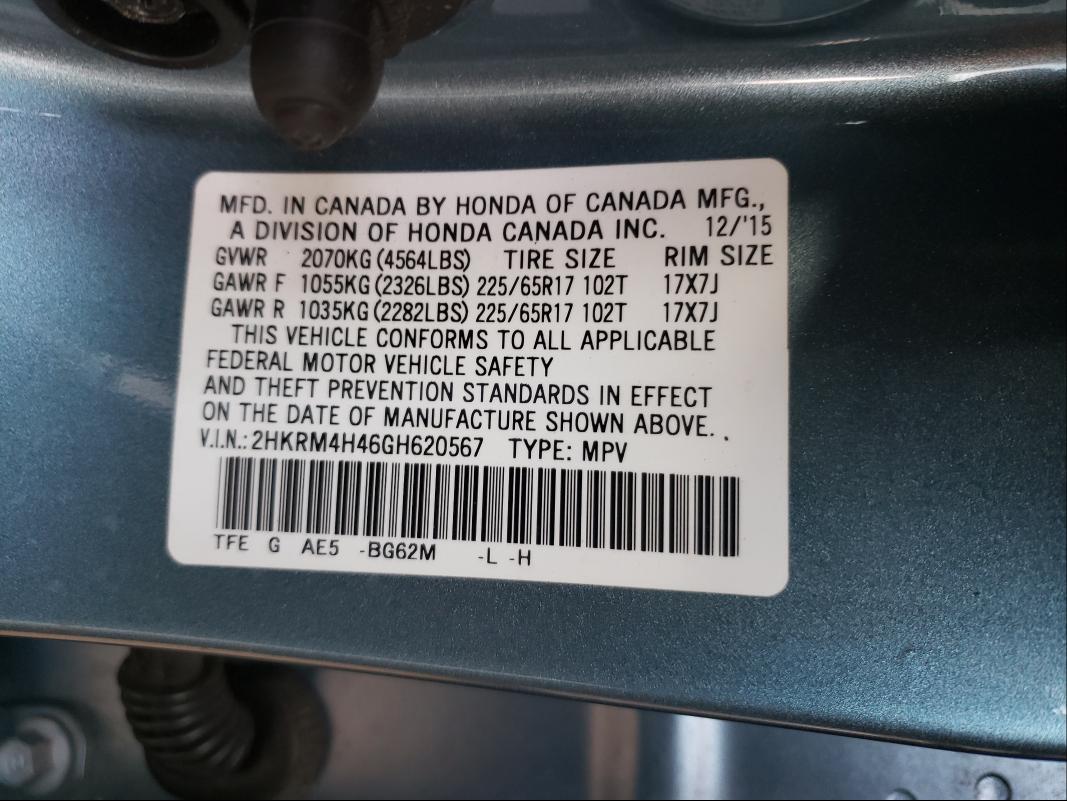 MFD. IN CANADA BY HONDA OF CANADA MFG.,
A DIVISION OF HONDA CANADA INC. 12/'15
GVWR 2070KG (4564LBS) TIRE SIZE RIM SIZE
GAWR F 1055KG (2326LBS) 225/65R17 102T 17X7J
GAWR R 1035KG (2282LBS) 225/65R17 102T 17X7J
THIS VEHICLE CONFORMS TO ALL APPLICABLE
FEDERAL MOTOR VEHICLE SAFETY
AND THEFT PREVENTION STANDARDS IN EFFECT
ON THE DATE OF MANUFACTURE SHOWN ABOVE. .
V.I.N.: 2HKRM4H46GH620567 TYPE: MPV
TFE G AE5 -BG62M -L -H